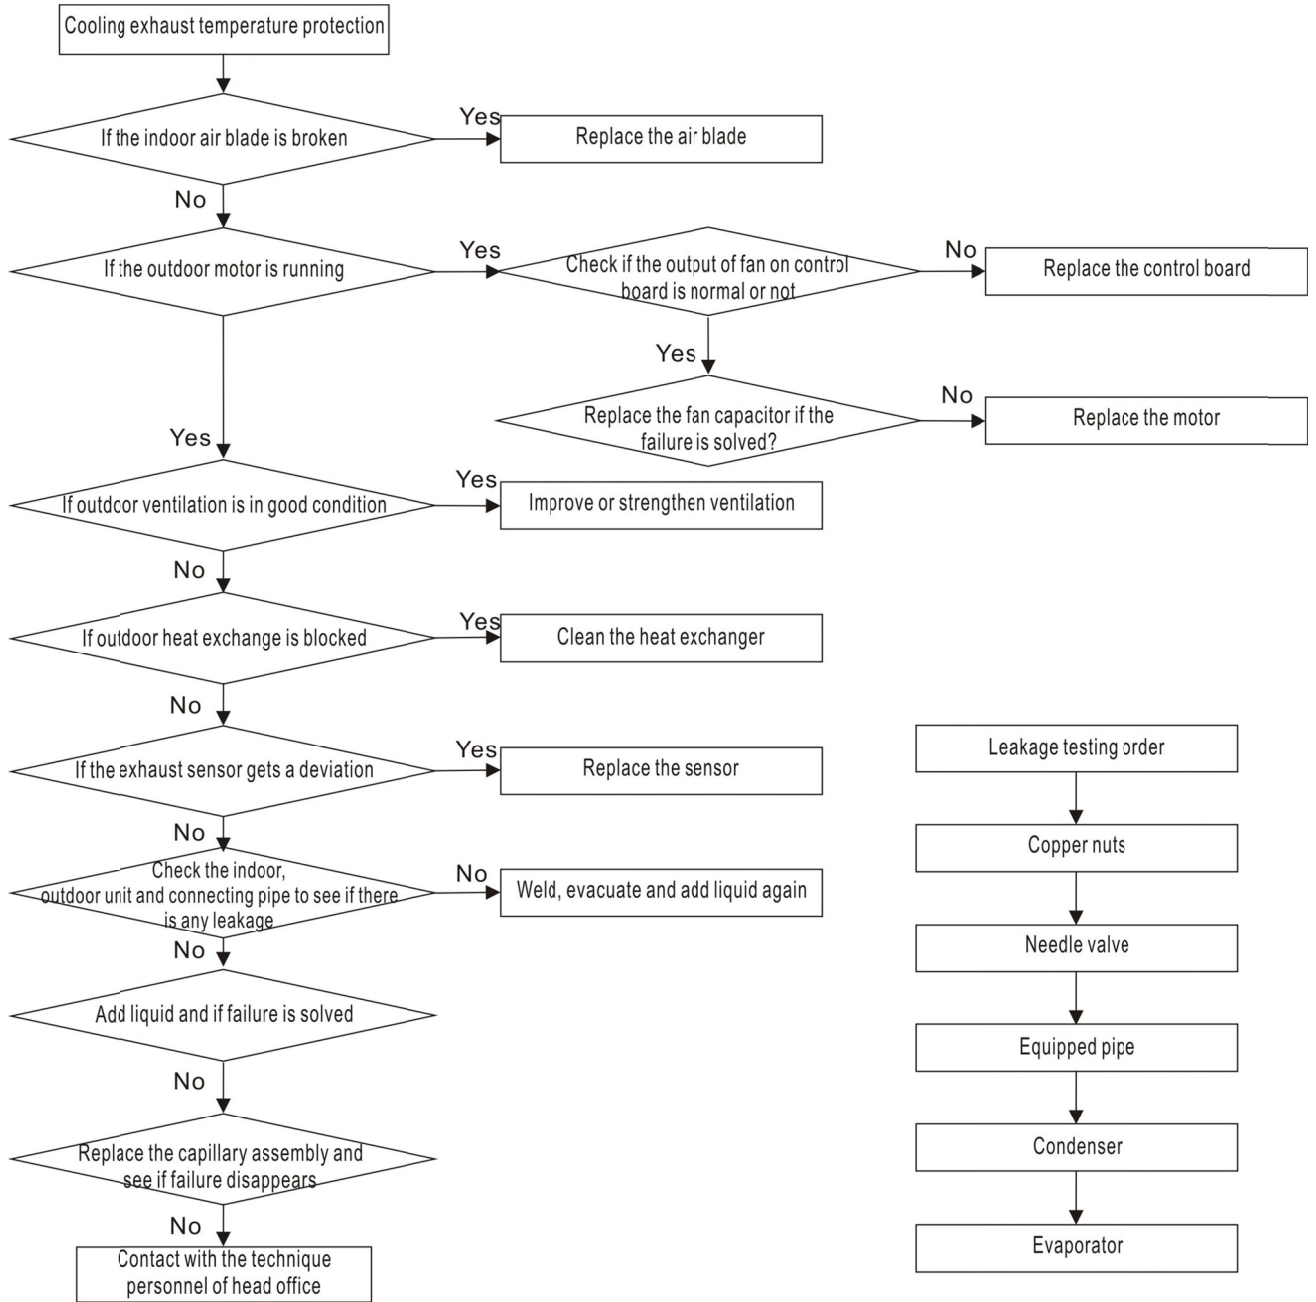 Cooling exhaust temperature protection
If the indoor air blade is broken
Yes
Replace the air blade
No
If the outdoor motor is running
Yes
Check if the output of fan on control
board is normal or not
No
Replace the control board
Yes
Replace the fan capacitor if the
failure is solved?
No
Replace the motor
Yes
If outdoor ventilation is in good condition
Yes
Improve or strengthen ventilation
No
If outdoor heat exchange is blocked
Yes
Clean the heat exchanger
No
If the exhaust sensor gets a deviation
Yes
Replace the sensor
No
Check the indoor,
outdoor unit and connecting pipe to see if there
is any leakage
No
Weld, evacuate and add liquid again
No
Add liquid and if failure is solved
No
Replace the capillary assembly and
see if failure disappears
No
Contact with the technique
personnel of head office
Leakage testing order
Copper nuts
Needle valve
Equipped pipe
Condenser
Evaporator